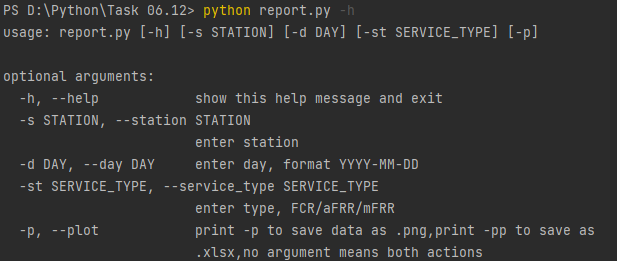 PS D:\Python\Task 06.12> python report.py -h
usage: report.py [-h] [-s STATION] [-d DAY] [-st SERVICE_TYPE] [-p]
optional arguments:
-h, --help show this help message and exit
-s STATION, --station STATION
enter station
-d DAY, --day DAY enter day, format YYYY-MM-DD
-st SERVICE_TYPE, --service_type SERVICE_TYPE
enter type, FCR/aFRR/mFRR
-p, --plot print -p to save data as .png,print -pp to save as
.xlsx,no argument means both actions